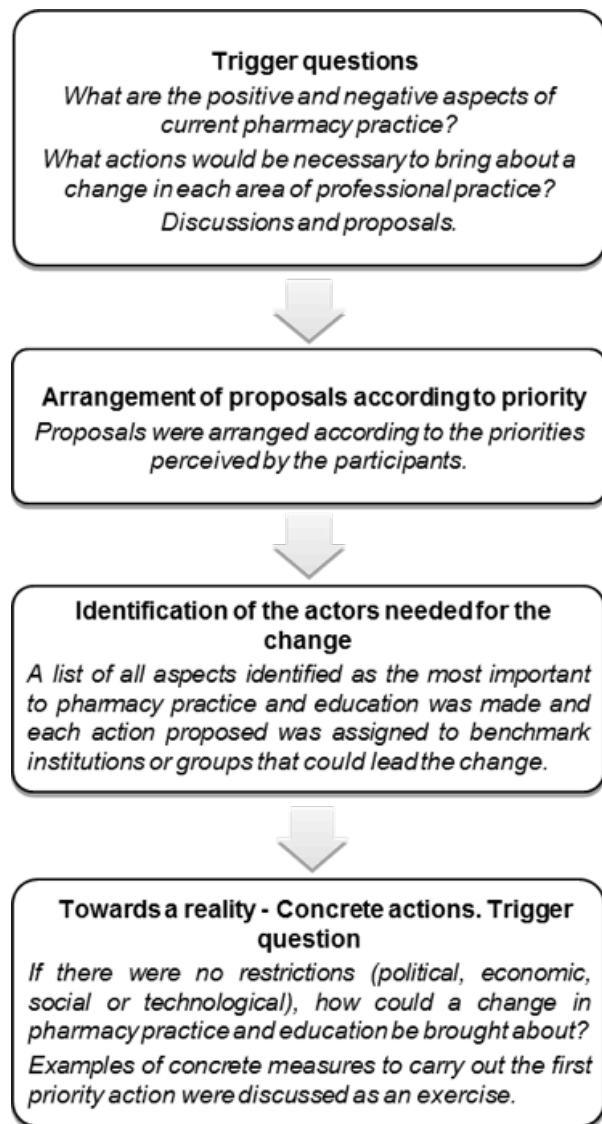 Trigger questions
What are the positive and negative aspects of
current pharmacy practice?
What actions would be necessary to bring about a
change in each area of professional practice?
Discussions and proposals.
Arrangement of proposals according to priority
Proposals were arranged according to the priorities
perceived by the participants.
Identification of the actors needed for the
change
A list of all aspects identified as the most important
to pharmacy practice and education was made and
each action proposed was assigned to benchmark
institutions or groups that could lead the change.
Towards a reality - Concrete actions. Trigger
question
If there were no restrictions (political, economic,
social or technological), how could a change in
pharmacy practice and education be brought about?
Examples of concrete measures to carry out the first
priority action were discussed as an exercise.